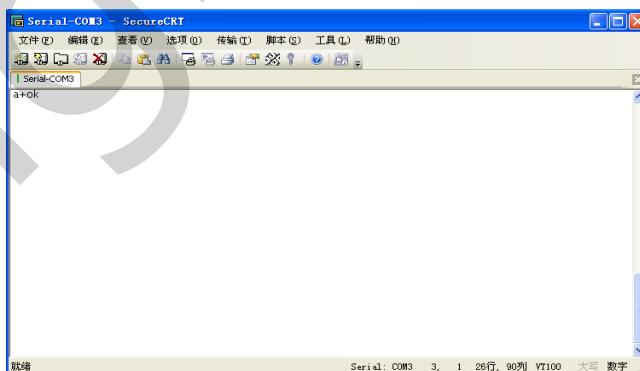 Serial-COM3 - SecureCRT
文件(F) 编辑(E) 查看(V) 选项(O) 传输(T) 脚本(S) 工具(L) 帮助(H)
Serial-COM3
a+ok
就绪 Serial: COM3 3, 1 26行, 90列 VT100 大写 数字